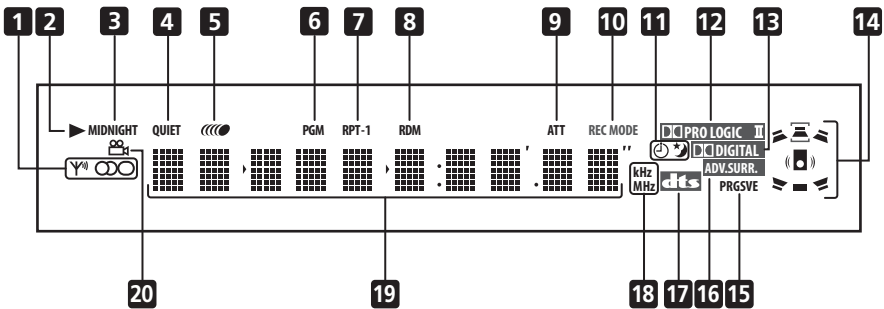 1 2 3 4 5 6 7 8 9 10 11 12 13 14
MIDNIGHT QUIET PGM RPT-1 RDM ATT REC MODE
PRO LOGIC II
DIGITAL
ADV.SURR.
kHz
MHz
dts
PRGSVE
20 19 18 17 16 15